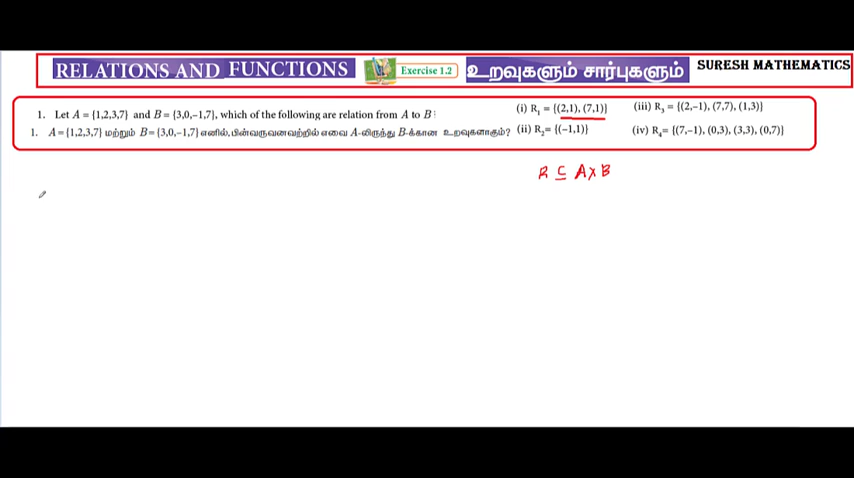 RELATIONS AND FUNCTIONS Exercise 1.2 உறவுகளும் சார்புகளும் SURESH MATHEMATICS
1. Let A = {1,2,3,7} and B = {3,0,–1,7}, which of the following are relation from A to B ? (i) R₁ = {(2,1), (7,1)} (iii) R₃ = {(2,–1), (7,7), (1,3)}
1. A = {1,2,3,7} மற்றும் B = {3,0,–1,7} எனில், பின்வருவனவற்றில் எவை A-லிருந்து B-க்கான உறவுகளாகும்? (ii) R₂= {(–1,1)} (iv) R₄= {(7,–1), (0,3), (3,3), (0,7)}
R ⊆ A × B